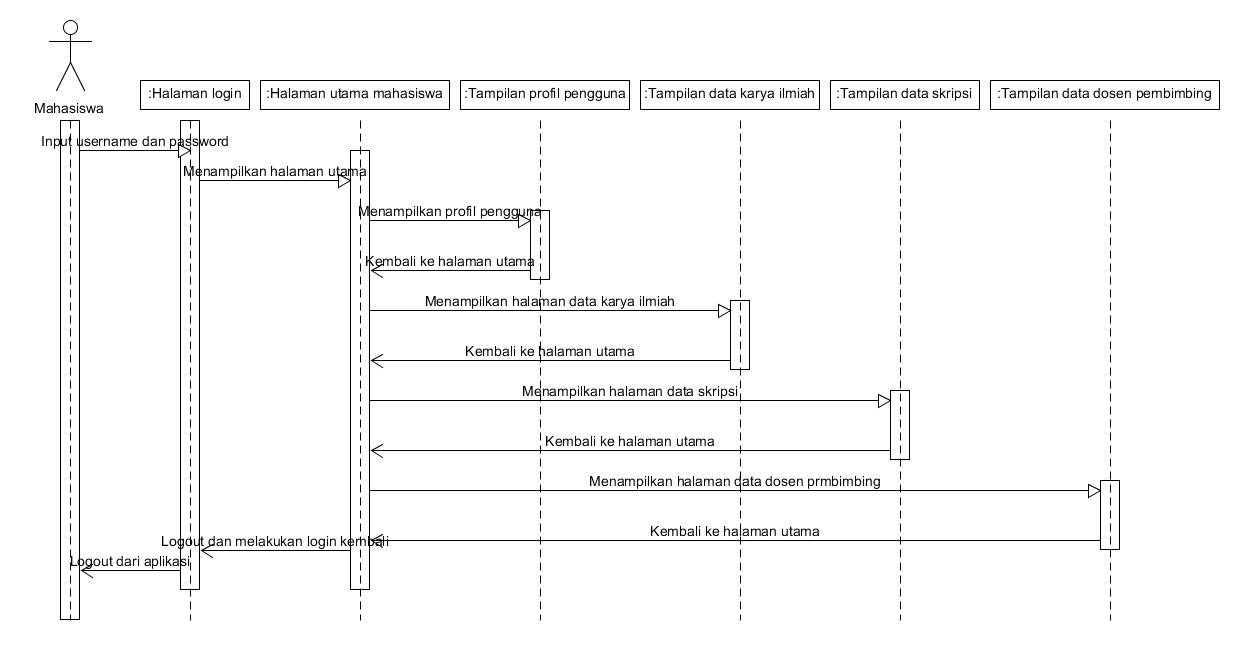 Mahasiswa
:Halaman login
:Halaman utama mahasiswa
:Tampilan profil pengguna
:Tampilan data karya ilmiah
:Tampilan data skripsi
:Tampilan data dosen pembimbing
Input username dan password
Menampilkan halaman utama
Menampilkan profil pengguna
Kembali ke halaman utama
Menampilkan halaman data karya ilmiah
Kembali ke halaman utama
Menampilkan halaman data skripsi
Kembali ke halaman utama
Menampilkan halaman data dosen prmbimbing
Kembali ke halaman utama
Logout dan melakukan login kembali
Logout dari aplikasi